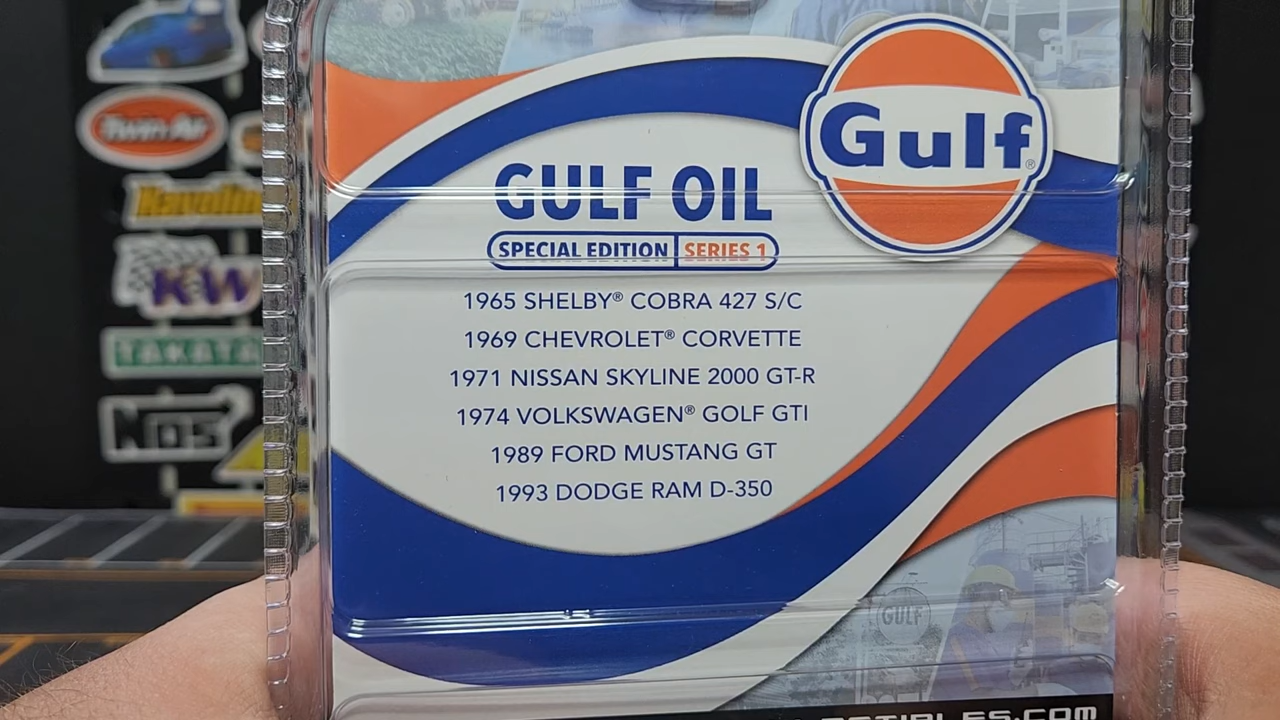 Gulf®
GULF OIL
SPECIAL EDITION SERIES 1
1965 SHELBY® COBRA 427 S/C
1969 CHEVROLET® CORVETTE
1971 NISSAN SKYLINE 2000 GT-R
1974 VOLKSWAGEN® GOLF GTI
1989 FORD MUSTANG GT
1993 DODGE RAM D-350
GULF
Twin Air
KW
TAKATA
NOS